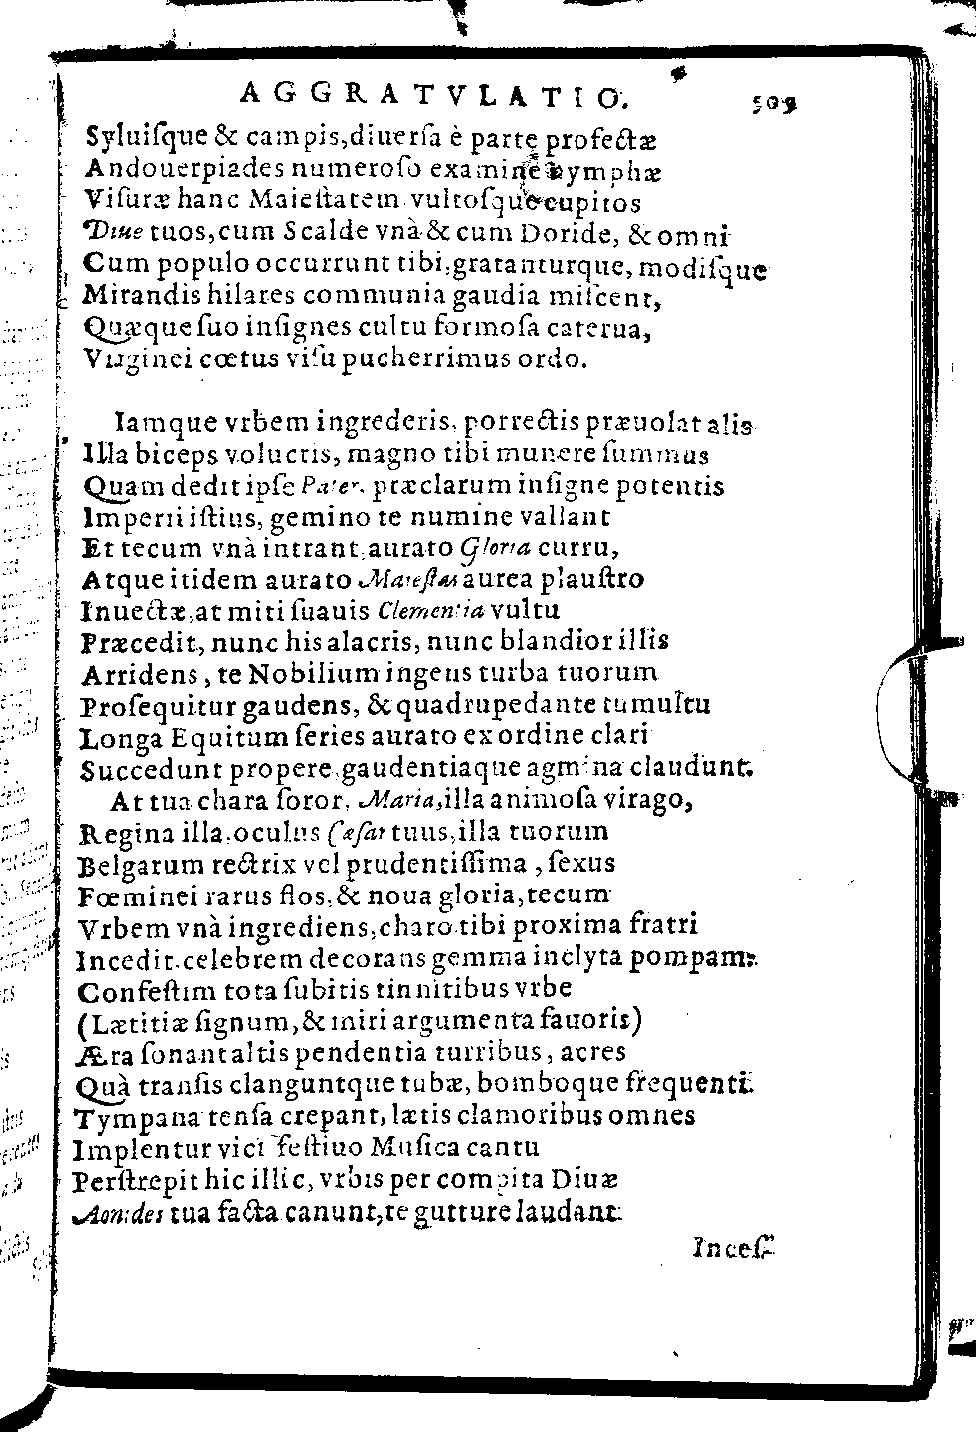 AGGRATVLATIO. 509
Syluiſque & campis, diuerſa è parte profectæ
Andouerpiades numeroſo examine nymphæ
Viſuræ hanc Maieſtatem vultoſque cupitos
Diue tuos, cum Scalde vnà & cum Doride, & omni
Cum populo occurrunt tibi, gratanturque, modiſque
Mirandis hilares communia gaudia miſcent,
Quæque ſuo inſignes cultu formoſa caterua,
Virginei cœtus viſu pucherrimus ordo.
Iamque vrbem ingrederis, porrectis præuolat alis
Illa biceps volucris, magno tibi munere ſummus
Quam dedit ipſe Pater, præclarum inſigne potentis
Imperii iſtius, gemino te numine vallant
Et tecum vnà intrant, aurato Gloria curru,
Atque itidem aurato Maieſtas aurea plauſtro
Inuectæ, at miti ſuauis Clementia vultu
Præcedit, nunc his alacris, nunc blandior illis
Arridens, te Nobilium ingens turba tuorum
Proſequitur gaudens, & quadrupedante tumultu
Longa Equitum ſeries aurato ex ordine clari
Succedunt propere, gaudentiaque agmina claudunt.
At tua chara ſoror, Maria, illa animoſa virago,
Regina illa, oculus Cæſar tuus, illa tuorum
Belgarum rectrix vel prudentiſſima, ſexus
Fœminei rarus flos, & noua gloria, tecum
Vrbem vnà ingrediens, charo tibi proxima fratri
Incedit, celebrem decorans gemma inclyta pompam.
Confeſtim tota ſubitis tinnitibus vrbe
(Lætitiæ ſignum, & miri argumenta fauoris)
Æra ſonant altis pendentia turribus, acres
Quà tranſis clanguntque tubæ, bomboque frequenti
Tympana tenſa crepant, lætis clamoribus omnes
Implentur vici feſtiuo Muſica cantu
Perſtrepit hic illic, vrbis per compita Diuæ
Aonides tua facta canunt, te gutture laudant.
Inceſ-